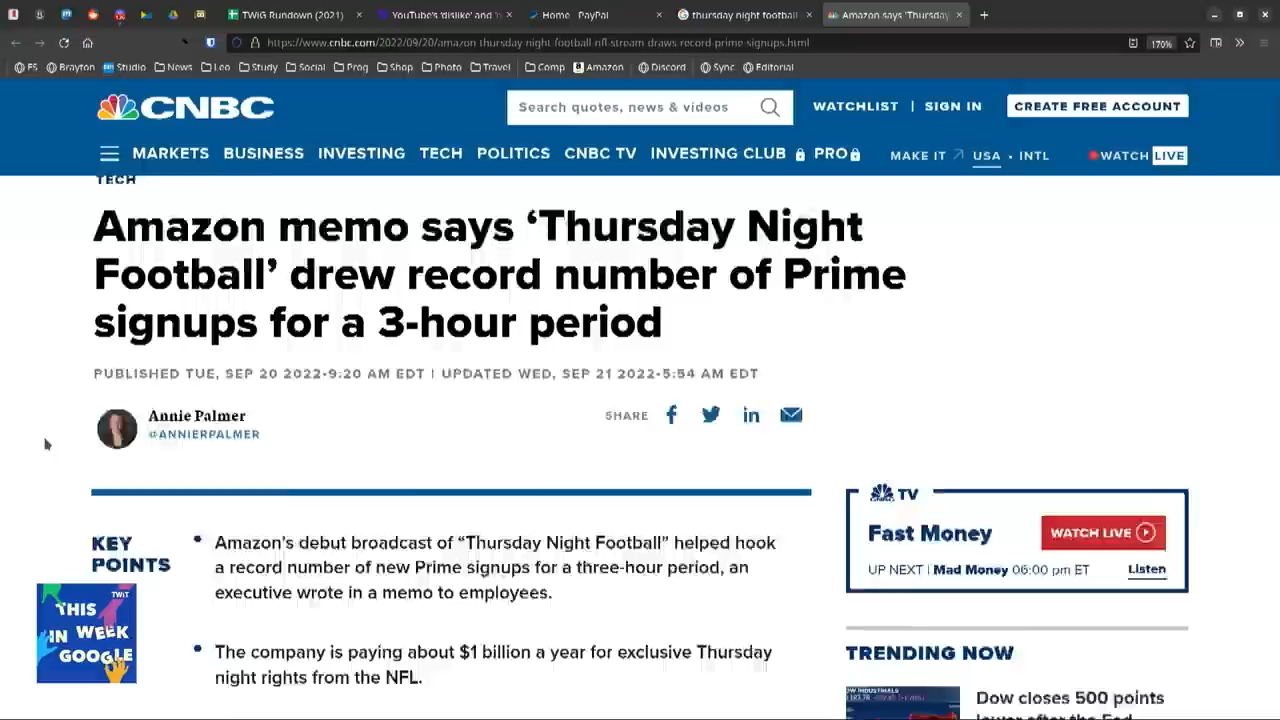 TWiG Rundown (2021)
YouTube's 'dislike' and 'n
Home - PayPal
thursday night football
Amazon says 'Thursday
https://www.cnbc.com/2022/09/20/amazon-thursday-night-football-nfl-stream-draws-record-prime-signups.html
170%
F5 Brayton Studio News Leo Study Social Prog Shop Photo Travel Comp Amazon Discord Sync Editorial
CNBC
Search quotes, news & videos
WATCHLIST | SIGN IN
CREATE FREE ACCOUNT
MARKETS BUSINESS INVESTING TECH POLITICS CNBC TV INVESTING CLUB PRO
MAKE IT USA • INTL
WATCH LIVE
TECH
Amazon memo says ‘Thursday Night
Football’ drew record number of Prime
signups for a 3-hour period
PUBLISHED TUE, SEP 20 2022•9:20 AM EDT | UPDATED WED, SEP 21 2022•5:54 AM EDT
Annie Palmer
@ANNIERPALMER
SHARE
KEY
POINTS
• Amazon’s debut broadcast of “Thursday Night Football” helped hook
a record number of new Prime signups for a three-hour period, an
executive wrote in a memo to employees.
• The company is paying about $1 billion a year for exclusive Thursday
night rights from the NFL.
TV
Fast Money
WATCH LIVE
UP NEXT | Mad Money 06:00 pm ET
Listen
TRENDING NOW
Dow closes 500 points
lower after the Fed
TWiT
THIS
IN WEEK
GOOGLE